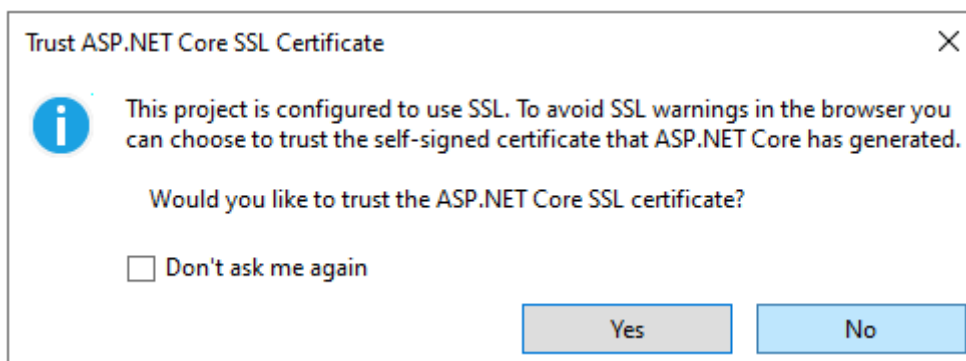 Trust ASP.NET Core SSL Certificate
This project is configured to use SSL. To avoid SSL warnings in the browser you
can choose to trust the self-signed certificate that ASP.NET Core has generated.
Would you like to trust the ASP.NET Core SSL certificate?
Don't ask me again
Yes No